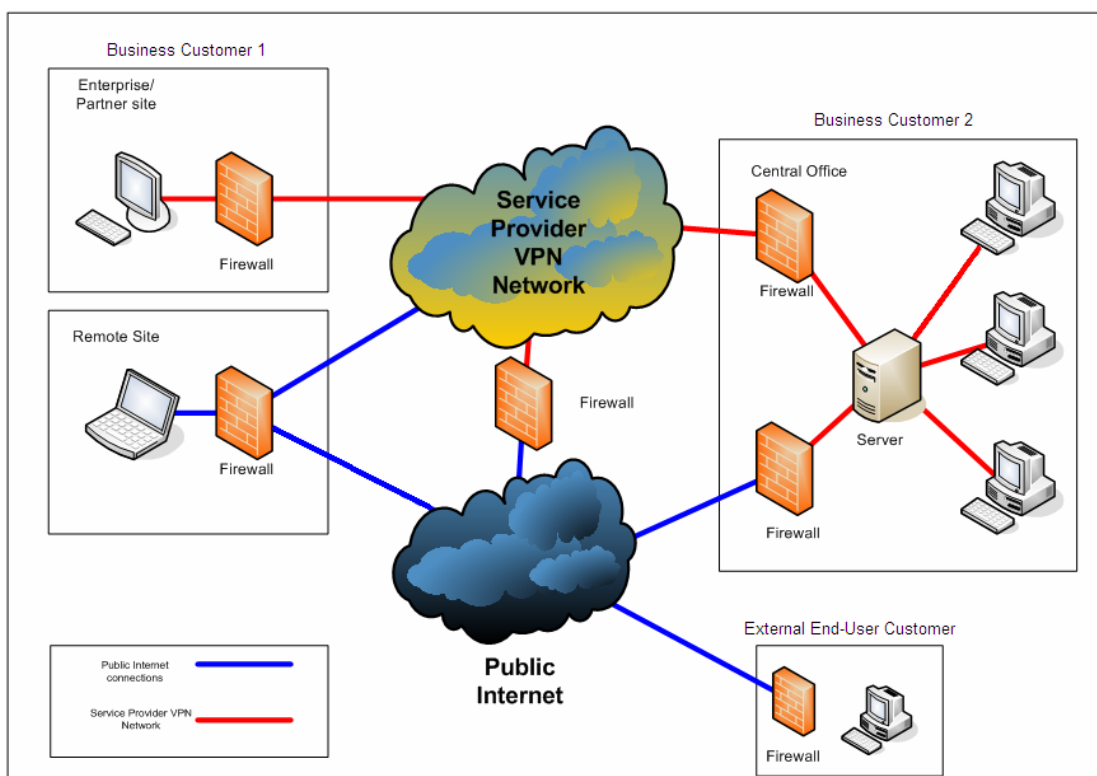 Business Customer 1
Enterprise/
Partner site
Firewall
Remote Site
Firewall
Service
Provider
VPN
Network
Firewall
Public
Internet
Business Customer 2
Central Office
Firewall
Server
Firewall
External End-User Customer
Firewall
Public Internet
connections
Service Provider VPN
Network